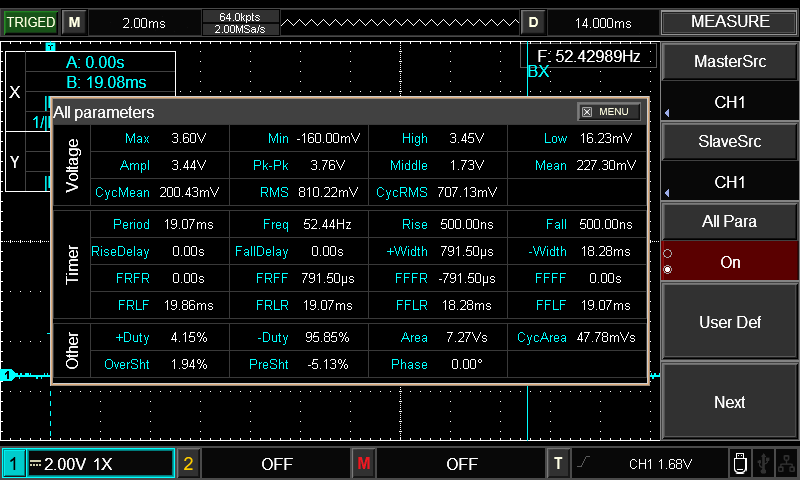 TRIGED M 2.00ms 64.0kpts 2.00MSa/s D 14.000ms MEASURE
F: 52.42989Hz
BX
X A: 0.00s
B: 19.08ms
1/|
Y
All parameters MENU
Voltage
Max 3.60V Min -160.00mV High 3.45V Low 16.23mV
Ampl 3.44V Pk-Pk 3.76V Middle 1.73V Mean 227.30mV
CycMean 200.43mV RMS 810.22mV CycRMS 707.13mV
Timer
Period 19.07ms Freq 52.44Hz Rise 500.00ns Fall 500.00ns
RiseDelay 0.00s FallDelay 0.00s +Width 791.50µs -Width 18.28ms
FRFR 0.00s FRFF 791.50µs FFFR -791.50µs FFFF 0.00s
FRLF 19.86ms FRLR 19.07ms FFLR 18.28ms FFLF 19.07ms
Other
+Duty 4.15% -Duty 95.85% Area 7.27Vs CycArea 47.78mVs
OverSht 1.94% PreSht -5.13% Phase 0.00°
MasterSrc
CH1
SlaveSrc
CH1
All Para
On
User Def
Next
1 2.00V 1X 2 OFF M OFF T CH1 1.68V